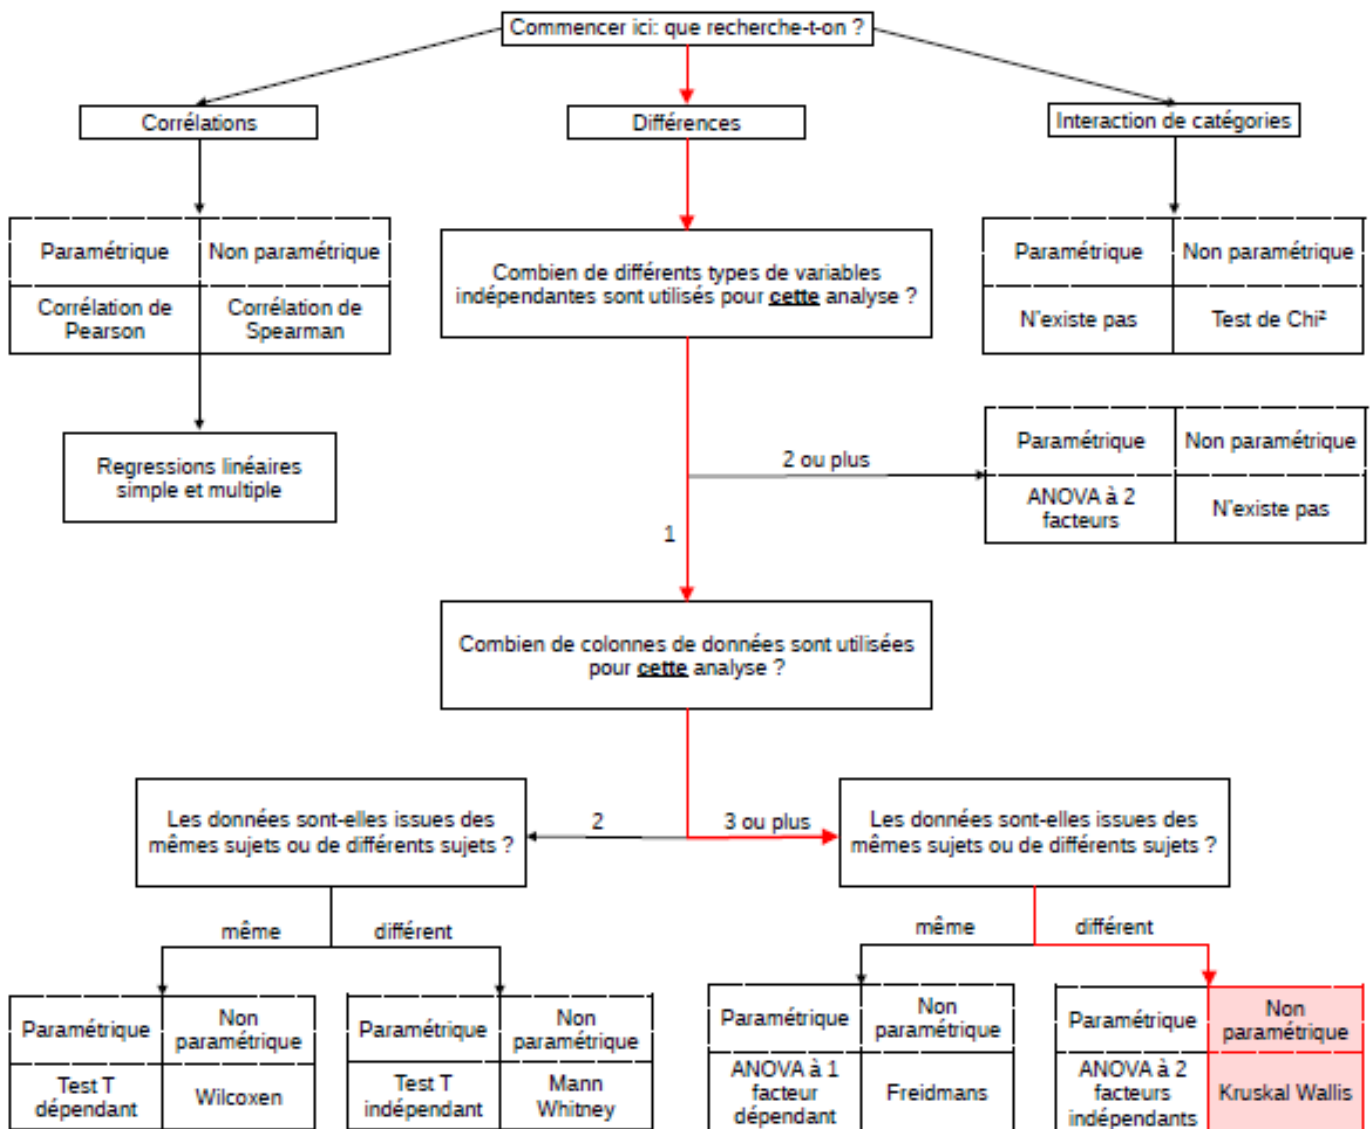 Commencer ici: que recherche-t-on ?
Corrélations
Différences
Interaction de catégories
Paramétrique
Non paramétrique
Corrélation de
Pearson
Corrélation de
Spearman
Regressions linéaires
simple et multiple
Combien de différents types de variables
indépendantes sont utilisés pour cette analyse ?
Paramétrique
Non paramétrique
N'existe pas
Test de Chi²
2 ou plus
Paramétrique
Non paramétrique
ANOVA à 2
facteurs
N'existe pas
1
Combien de colonnes de données sont utilisées
pour cette analyse ?
2
3 ou plus
Les données sont-elles issues des
mêmes sujets ou de différents sujets ?
Les données sont-elles issues des
mêmes sujets ou de différents sujets ?
même
différent
même
différent
Paramétrique
Non
paramétrique
Test T
dépendant
Wilcoxen
Paramétrique
Non
paramétrique
Test T
indépendant
Mann
Whitney
Paramétrique
Non
paramétrique
ANOVA à 1
facteur
dépendant
Freidmans
Paramétrique
Non
paramétrique
ANOVA à 2
facteurs
indépendants
Kruskal Wallis